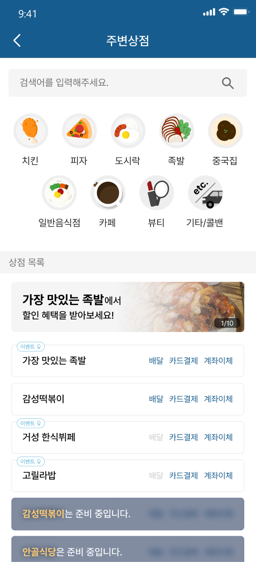 9:41
주변상점
검색어를 입력해주세요.
치킨 피자 도시락 족발 중국집
etc.
일반음식점 카페 뷰티 기타/콜밴
상점 목록
가장 맛있는 족발에서
할인 혜택을 받아보세요!
1/10
이벤트
가장 맛있는 족발 배달 카드결제 계좌이체
감성떡볶이 배달 카드결제 계좌이체
이벤트
거성 한식뷔페 배달 카드결제 계좌이체
이벤트
고릴라밥 배달 카드결제 계좌이체
감성떡볶이는 준비 중입니다.
안골식당은 준비 중입니다.